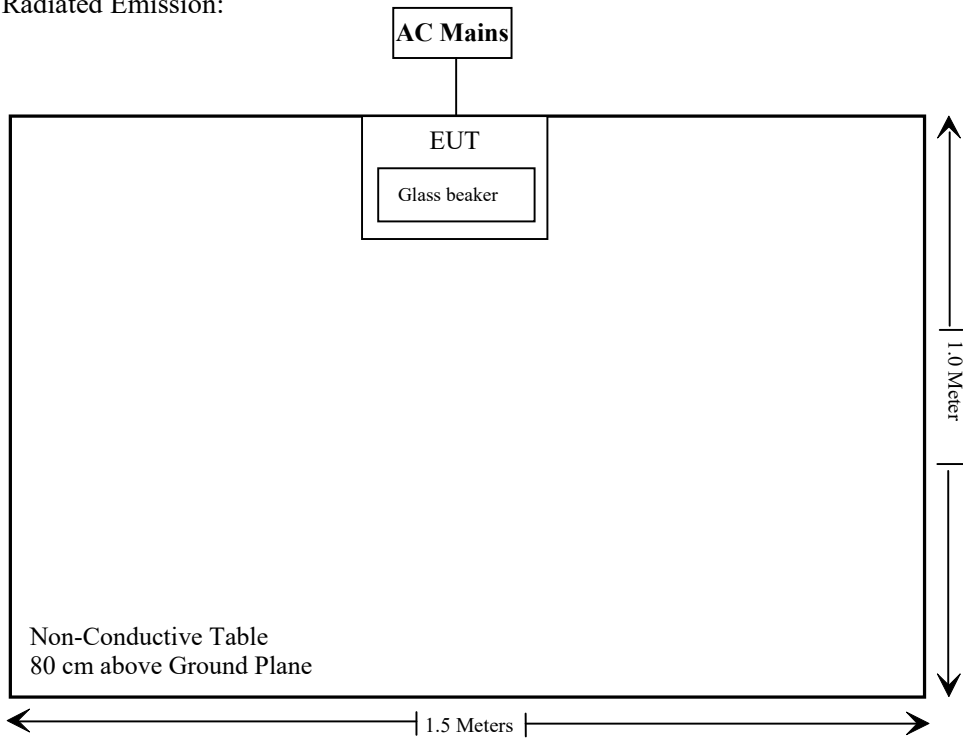 Radiated Emission:
AC Mains
EUT
Glass beaker
1.0 Meter
Non-Conductive Table
80 cm above Ground Plane
1.5 Meters